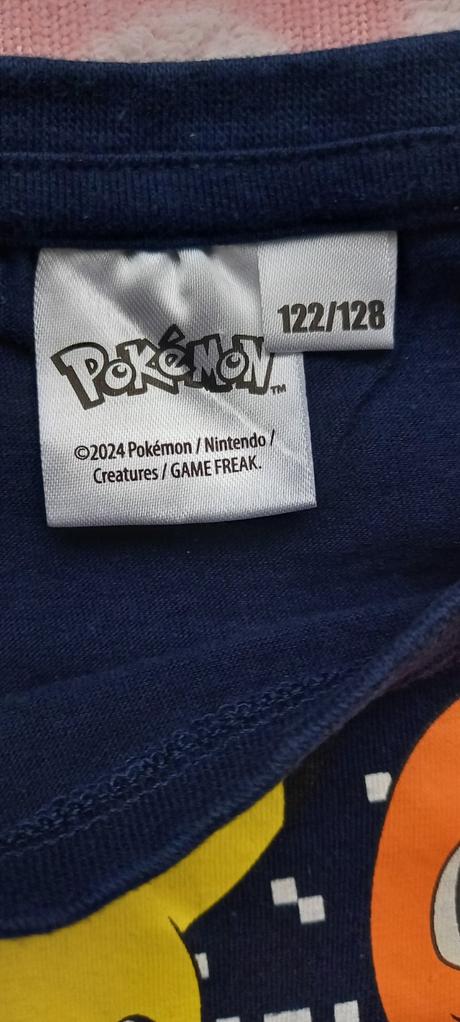 122/128
POKéMON™
©2024 Pokémon / Nintendo /
Creatures / GAME FREAK.